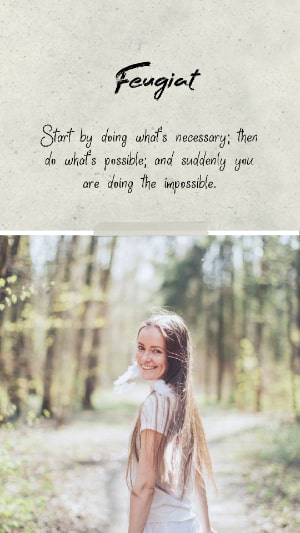 Feugiat
Start by doing what's necessary; then
do what's possible; and suddenly you
are doing the impossible.